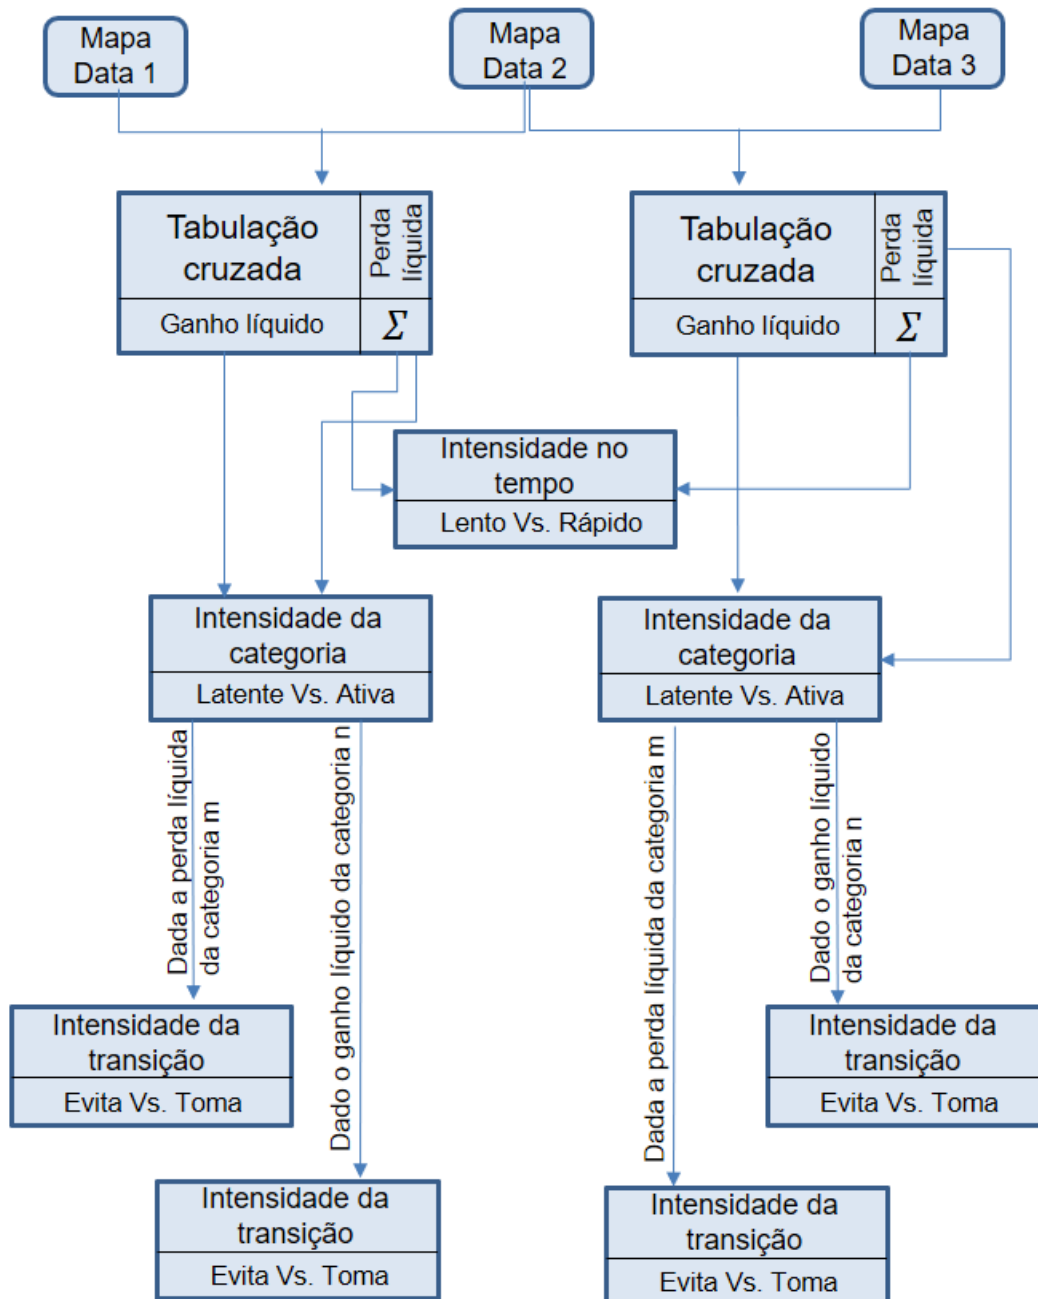 Mapa
Data 1
Mapa
Data 2
Mapa
Data 3
Tabulação
cruzada
Perda
líquida
Ganho líquido
Σ
Tabulação
cruzada
Perda
líquida
Ganho líquido
Σ
Intensidade no
tempo
Lento Vs. Rápido
Intensidade da
categoria
Latente Vs. Ativa
Intensidade da
categoria
Latente Vs. Ativa
Dada a perda líquida
da categoria m
Dado o ganho líquido da categoria n
Dada a perda líquida da categoria m
Dado o ganho líquido
da categoria n
Intensidade da
transição
Evita Vs. Toma
Intensidade da
transição
Evita Vs. Toma
Intensidade da
transição
Evita Vs. Toma
Intensidade da
transição
Evita Vs. Toma